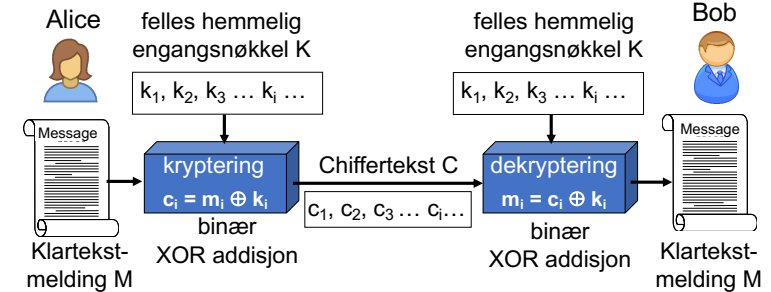 Alice
felles hemmelig
engangsnøkkel K
k₁, k₂, k₃ … kᵢ …
Message
kryptering
cᵢ = mᵢ ⊕ kᵢ
binær
XOR addisjon
Klartekst-
melding M
Chiffertekst C
c₁, c₂, c₃ … cᵢ…
felles hemmelig
engangsnøkkel K
k₁, k₂, k₃ … kᵢ …
dekryptering
mᵢ = cᵢ ⊕ kᵢ
binær
XOR addisjon
Bob
Message
Klartekst-
melding M